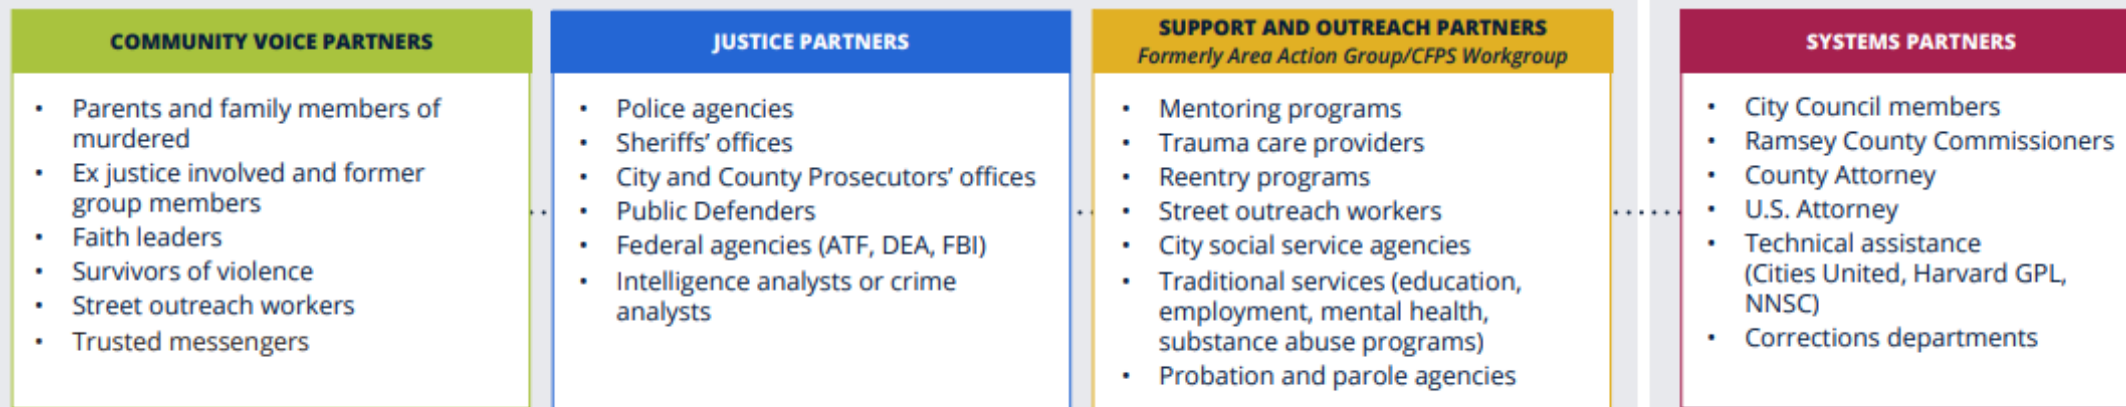 COMMUNITY VOICE PARTNERS
• Parents and family members of
murdered
• Ex justice involved and former
group members
• Faith leaders
• Survivors of violence
• Street outreach workers
• Trusted messengers
JUSTICE PARTNERS
• Police agencies
• Sheriffs’ offices
• City and County Prosecutors’ offices
• Public Defenders
• Federal agencies (ATF, DEA, FBI)
• Intelligence analysts or crime
analysts
SUPPORT AND OUTREACH PARTNERS
Formerly Area Action Group/CFPS Workgroup
• Mentoring programs
• Trauma care providers
• Reentry programs
• Street outreach workers
• City social service agencies
• Traditional services (education,
employment, mental health,
substance abuse programs)
• Probation and parole agencies
SYSTEMS PARTNERS
• City Council members
• Ramsey County Commissioners
• County Attorney
• U.S. Attorney
• Technical assistance
(Cities United, Harvard GPL,
NNSC)
• Corrections departments